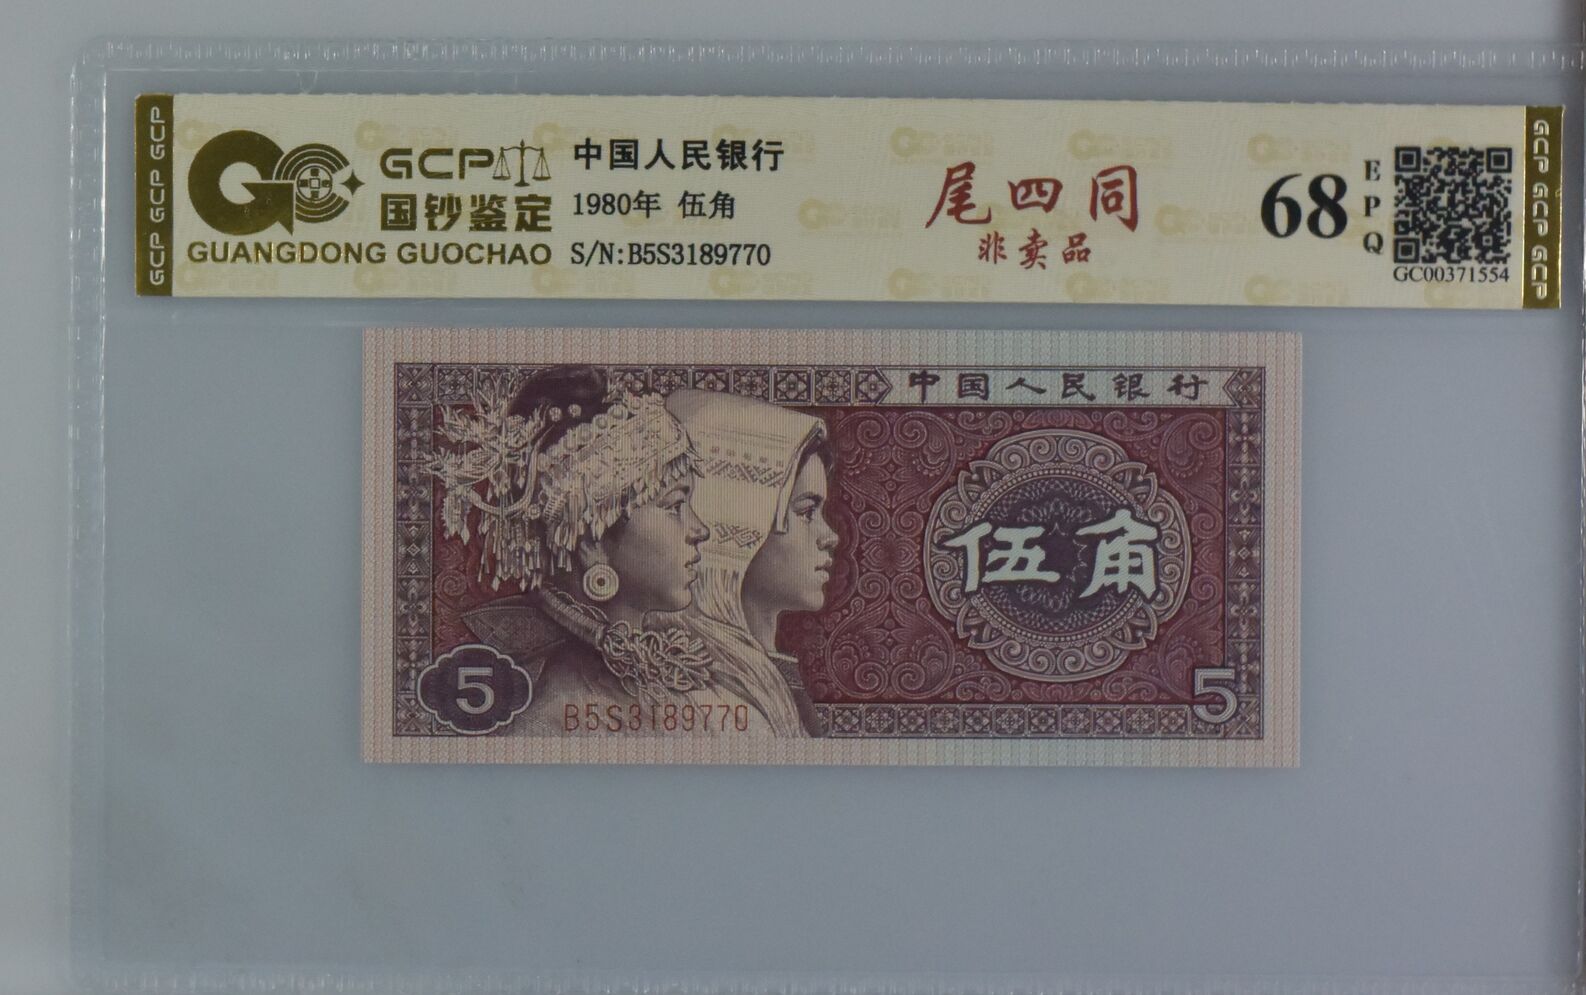 GCP GCP GCP
GCP
国钞鉴定
GUANGDONG GUOCHAO
中国人民银行
1980年 伍角
S/N:B5S3189770
尾四同
非卖品
68
EPQ
GC00371554
GCP GCP GCP
中国人民银行
伍角
5
B5S3189770
5